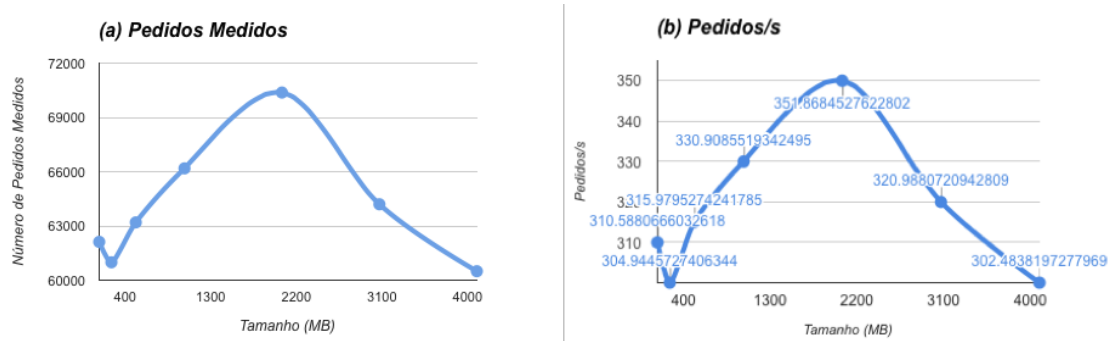 (a) Pedidos Medidos
72000
69000
66000
63000
60000
Número de Pedidos Medidos
400 1300 2200 3100 4000
Tamanho (MB)
(b) Pedidos/s
350
340
330
320
310
Pedidos/s
351.8684527622802
330.9085519342495
320.9880720942809
315.9795274241785
310.5880666032618
304.9445727406344
302.4838197277969
400 1300 2200 3100 4000
Tamanho (MB)